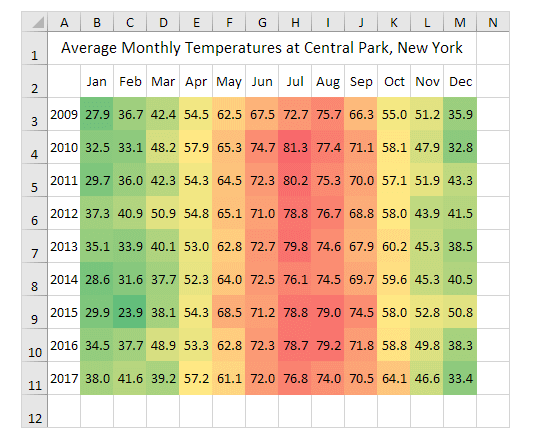 A B C D E F G H I J K L M N
1 Average Monthly Temperatures at Central Park, New York
2 Jan Feb Mar Apr May Jun Jul Aug Sep Oct Nov Dec
3 2009 27.9 36.7 42.4 54.5 62.5 67.5 72.7 75.7 66.3 55.0 51.2 35.9
4 2010 32.5 33.1 48.2 57.9 65.3 74.7 81.3 77.4 71.1 58.1 47.9 32.8
5 2011 29.7 36.0 42.3 54.3 64.5 72.3 80.2 75.3 70.0 57.1 51.9 43.3
6 2012 37.3 40.9 50.9 54.8 65.1 71.0 78.8 76.7 68.8 58.0 43.9 41.5
7 2013 35.1 33.9 40.1 53.0 62.8 72.7 79.8 74.6 67.9 60.2 45.3 38.5
8 2014 28.6 31.6 37.7 52.3 64.0 72.5 76.1 74.5 69.7 59.6 45.3 40.5
9 2015 29.9 23.9 38.1 54.3 68.5 71.2 78.8 79.0 74.5 58.0 52.8 50.8
10 2016 34.5 37.7 48.9 53.3 62.8 72.3 78.7 79.2 71.8 58.8 49.8 38.3
11 2017 38.0 41.6 39.2 57.2 61.1 72.0 76.8 74.0 70.5 64.1 46.6 33.4
12